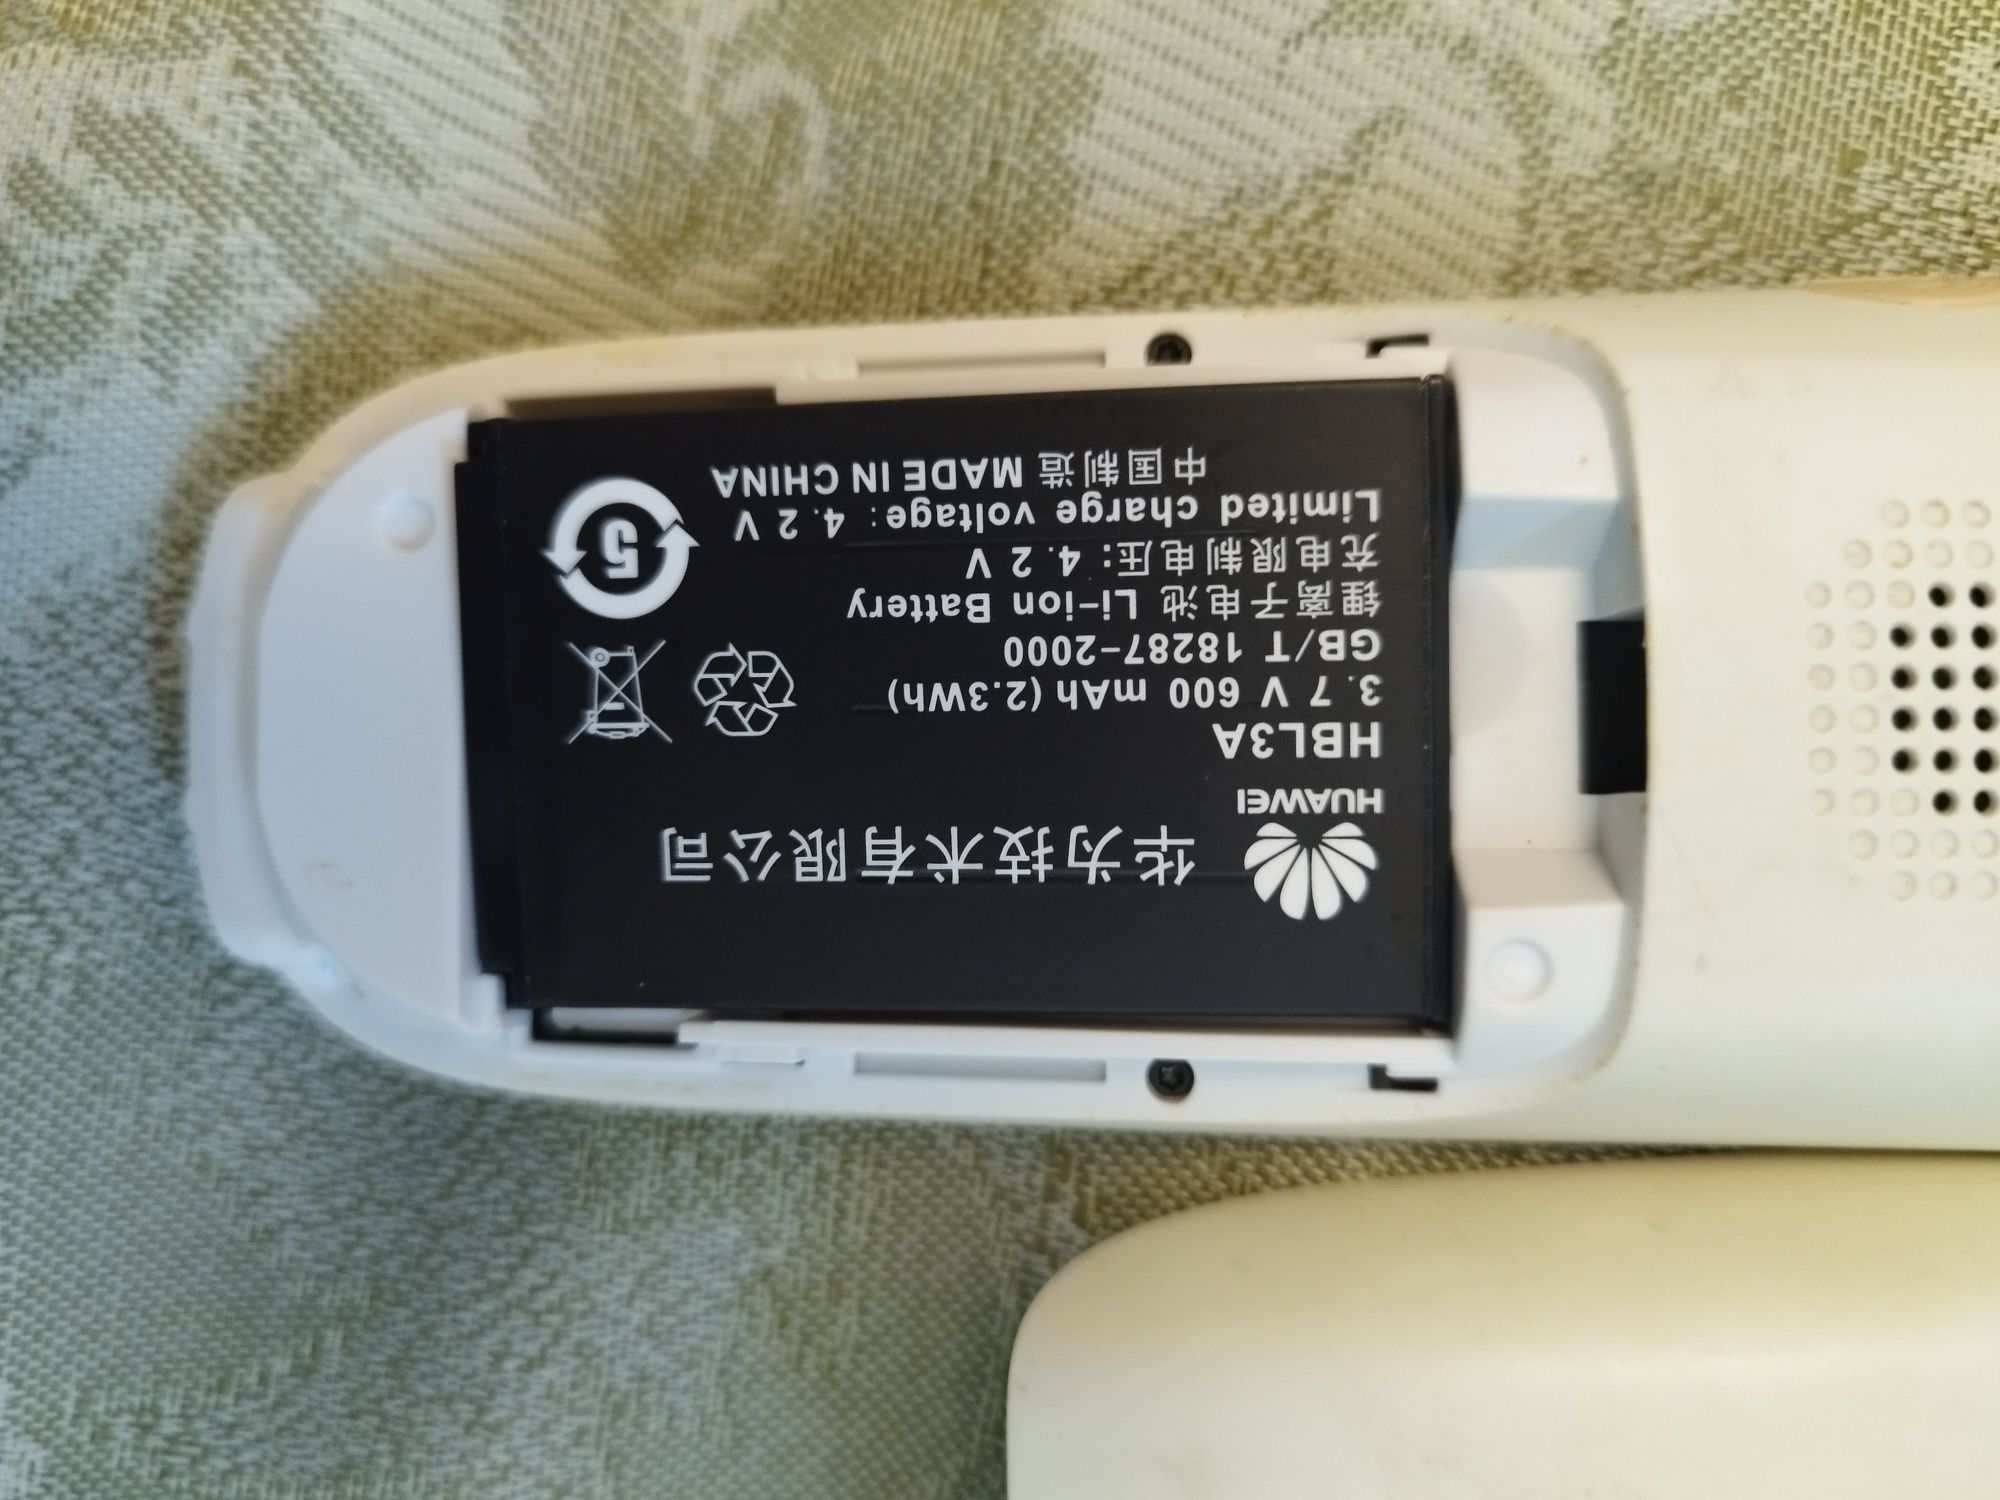 华为技术有限公司
HUAWEI
HBL3A
3.7 V 600 mAh (2.3Wh)
GB/T 18287-2000
锂离子电池 Li-ion Battery
充电限制电压: 4.2 V
Limited charge voltage: 4.2 V
中国制造 MADE IN CHINA
5